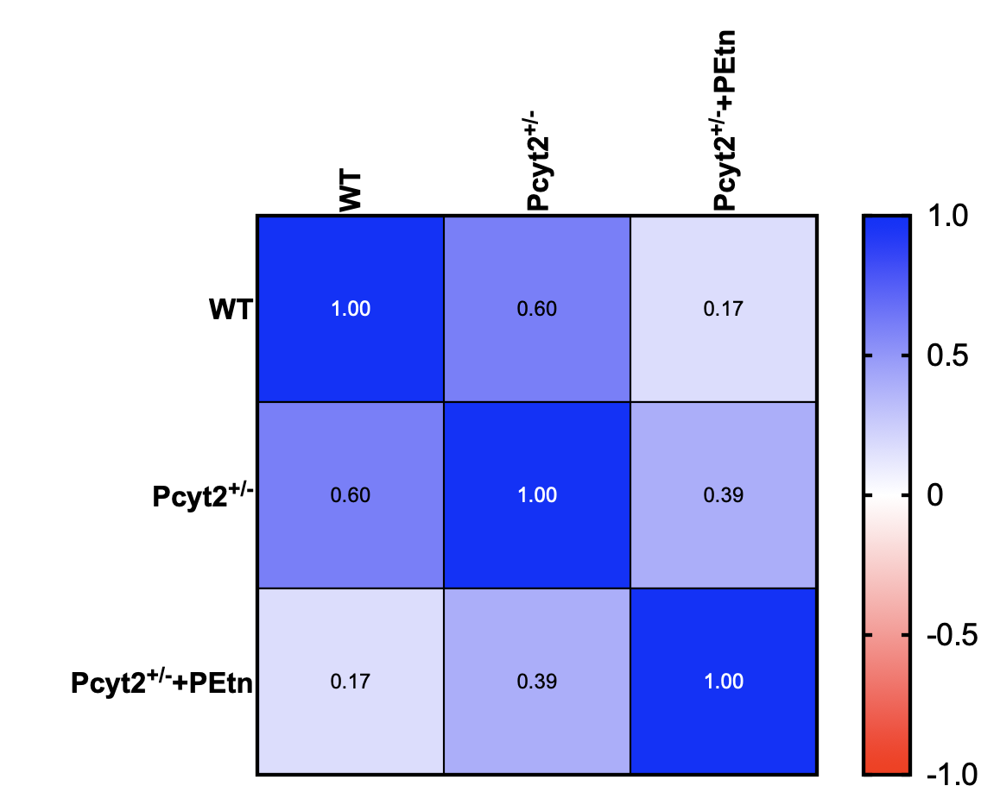 WT
Pcyt2+/-
Pcyt2+/-+PEtn
WT 1.00 0.60 0.17
Pcyt2+/- 0.60 1.00 0.39
Pcyt2+/-+PEtn 0.17 0.39 1.00
1.0
0.5
0
-0.5
-1.0